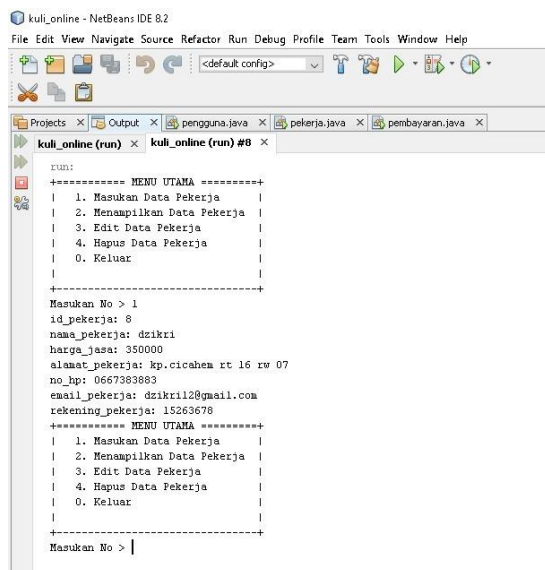 kuli_online - NetBeans IDE 8.2
File Edit View Navigate Source Refactor Run Debug Profile Team Tools Window Help
<default config>
Projects Output pengguna.java pekerja.java pembayaran.java
kuli_online (run) kuli_online (run) #8
run:
+=========== MENU UTAMA =========+
| 1. Masukan Data Pekerja |
| 2. Menampilkan Data Pekerja |
| 3. Edit Data Pekerja |
| 4. Hapus Data Pekerja |
| 0. Keluar |
| |
+--------------------------------+
Masukan No > 1
id_pekerja: 8
nama_pekerja: dzikri
harga_jasa: 350000
alamat_pekerja: kp.cicahem rt 16 rw 07
no_hp: 0667383883
email_pekerja: dzikri12@gmail.com
rekening_pekerja: 15263678
+=========== MENU UTAMA =========+
| 1. Masukan Data Pekerja |
| 2. Menampilkan Data Pekerja |
| 3. Edit Data Pekerja |
| 4. Hapus Data Pekerja |
| 0. Keluar |
| |
+--------------------------------+
Masukan No >